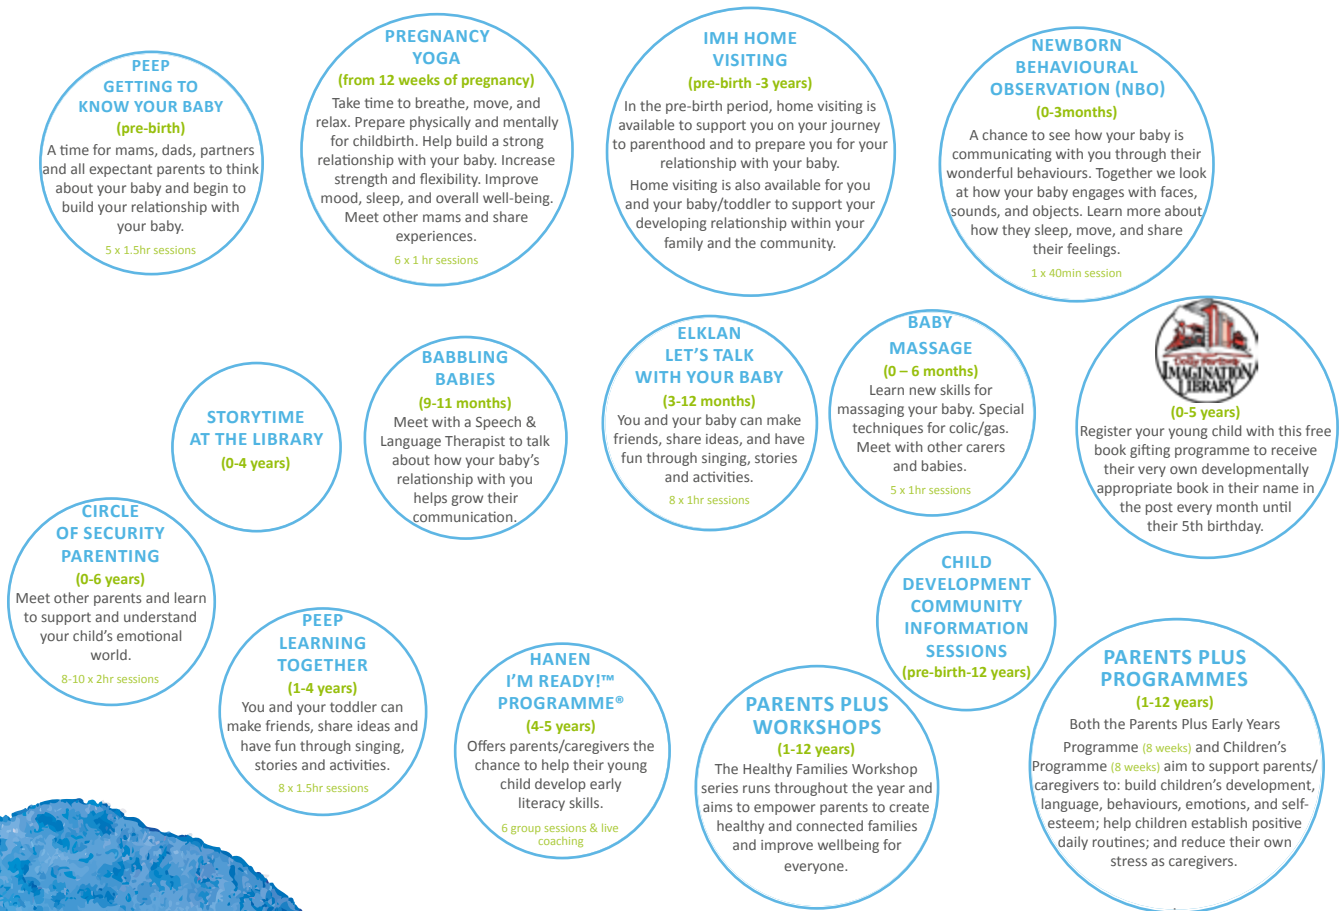 PEEP
GETTING TO
KNOW YOUR BABY
(pre-birth)
A time for mams, dads, partners
and all expectant parents to think
about your baby and begin to
build your relationship with
your baby.
5 x 1.5hr sessions
PREGNANCY
YOGA
(from 12 weeks of pregnancy)
Take time to breathe, move, and
relax. Prepare physically and mentally
for childbirth. Help build a strong
relationship with your baby. Increase
strength and flexibility. Improve
mood, sleep, and overall well-being.
Meet other mams and share
experiences.
6 x 1 hr sessions
IMH HOME
VISITING
(pre-birth -3 years)
In the pre-birth period, home visiting is
available to support you on your journey
to parenthood and to prepare you for your
relationship with your baby.
Home visiting is also available for you
and your baby/toddler to support your
developing relationship within your
family and the community.
NEWBORN
BEHAVIOURAL
OBSERVATION (NBO)
(0-3months)
A chance to see how your baby is
communicating with you through their
wonderful behaviours. Together we look
at how your baby engages with faces,
sounds, and objects. Learn more about
how they sleep, move, and share
their feelings.
1 x 40min session
STORYTIME
AT THE LIBRARY
(0-4 years)
BABBLING
BABIES
(9-11 months)
Meet with a Speech &
Language Therapist to talk
about how your baby's
relationship with you
helps grow their
communication.
ELKLAN
LET'S TALK
WITH YOUR BABY
(3-12 months)
You and your baby can make
friends, share ideas, and have
fun through singing, stories
and activities.
8 x 1hr sessions
BABY
MASSAGE
(0 – 6 months)
Learn new skills for
massaging your baby. Special
techniques for colic/gas.
Meet with other carers
and babies.
5 x 1hr sessions
Dolly Parton's
IMAGINATION
LIBRARY
(0-5 years)
Register your young child with this free
book gifting programme to receive
their very own developmentally
appropriate book in their name in
the post every month until
their 5th birthday.
CIRCLE
OF SECURITY
PARENTING
(0-6 years)
Meet other parents and learn
to support and understand
your child's emotional
world.
8-10 x 2hr sessions
PEEP
LEARNING
TOGETHER
(1-4 years)
You and your toddler can
make friends, share ideas and
have fun through singing,
stories and activities.
8 x 1.5hr sessions
HANEN
I'M READY!™
PROGRAMME®
(4-5 years)
Offers parents/caregivers the
chance to help their young
child develop early
literacy skills.
6 group sessions & live
coaching
PARENTS PLUS
WORKSHOPS
(1-12 years)
The Healthy Families Workshop
series runs throughout the year and
aims to empower parents to create
healthy and connected families
and improve wellbeing for
everyone.
CHILD
DEVELOPMENT
COMMUNITY
INFORMATION
SESSIONS
(pre-birth-12 years)
PARENTS PLUS
PROGRAMMES
(1-12 years)
Both the Parents Plus Early Years
Programme (8 weeks) and Children's
Programme (8 weeks) aim to support parents/
caregivers to: build children's development,
language, behaviours, emotions, and self-
esteem; help children establish positive
daily routines; and reduce their own
stress as caregivers.